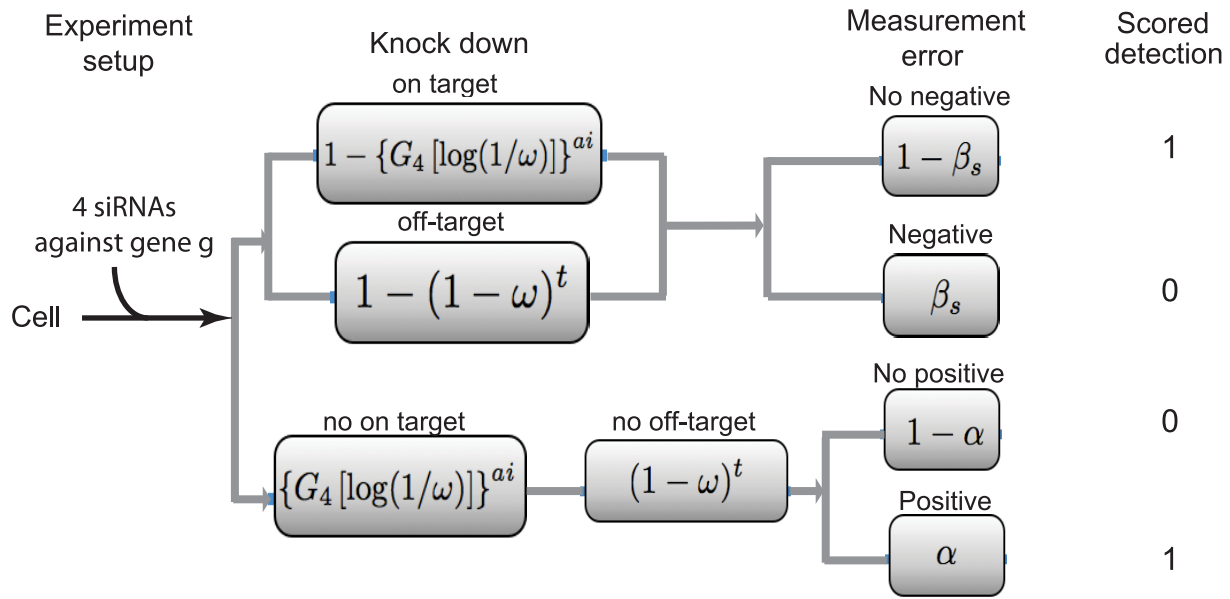 Experiment
setup
Knock down
Measurement
error
Scored
detection
on target
1 − {G₄ [log(1/ω)]}^{ai}
No negative
1 − β_s
1
4 siRNAs
against gene g
off-target
1 − (1 − ω)^t
Negative
β_s
0
Cell
no on target
{G₄ [log(1/ω)]}^{ai}
no off-target
(1 − ω)^t
No positive
1 − α
0
Positive
α
1